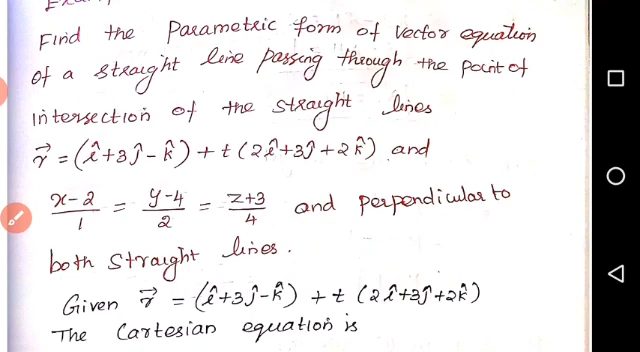 Find the Parametric form of vector equation
of a straight line passing through the point of
intersection of the straight lines
r⃗ = (î+3ĵ-k̂) + t (2î+3ĵ+2k̂) and
x-2/1 = y-4/2 = z+3/4 and perpendicular to
both straight lines.
Given r⃗ = (î+3ĵ-k̂) + t (2î+3ĵ+2k̂)
The Cartesian equation is